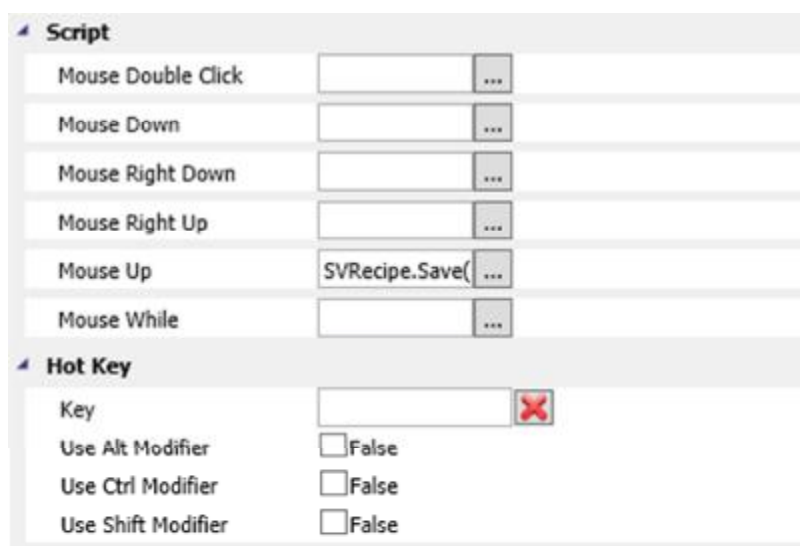 Script
Mouse Double Click ...
Mouse Down ...
Mouse Right Down ...
Mouse Right Up ...
Mouse Up SVRecipe.Save( ...
Mouse While ...
Hot Key
Key
Use Alt Modifier False
Use Ctrl Modifier False
Use Shift Modifier False